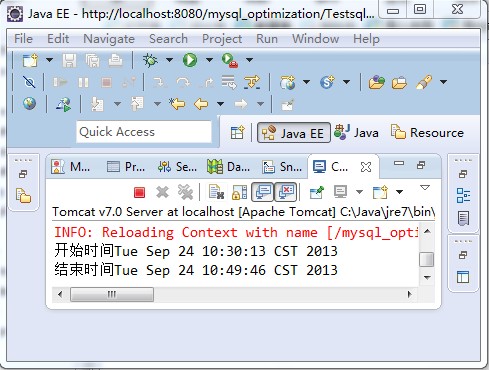 Java EE - http://localhost:8080/mysql_optimization/Testsql...
File Edit Navigate Search Project Run Window Help
Quick Access
Java EE Java Resource
M... Pr... Se... Da... Sn... C...
Tomcat v7.0 Server at localhost [Apache Tomcat] C:\Java\jre7\bin\
INFO: Reloading Context with name [/mysql_opti
开始时间Tue Sep 24 10:30:13 CST 2013
结束时间Tue Sep 24 10:49:46 CST 2013